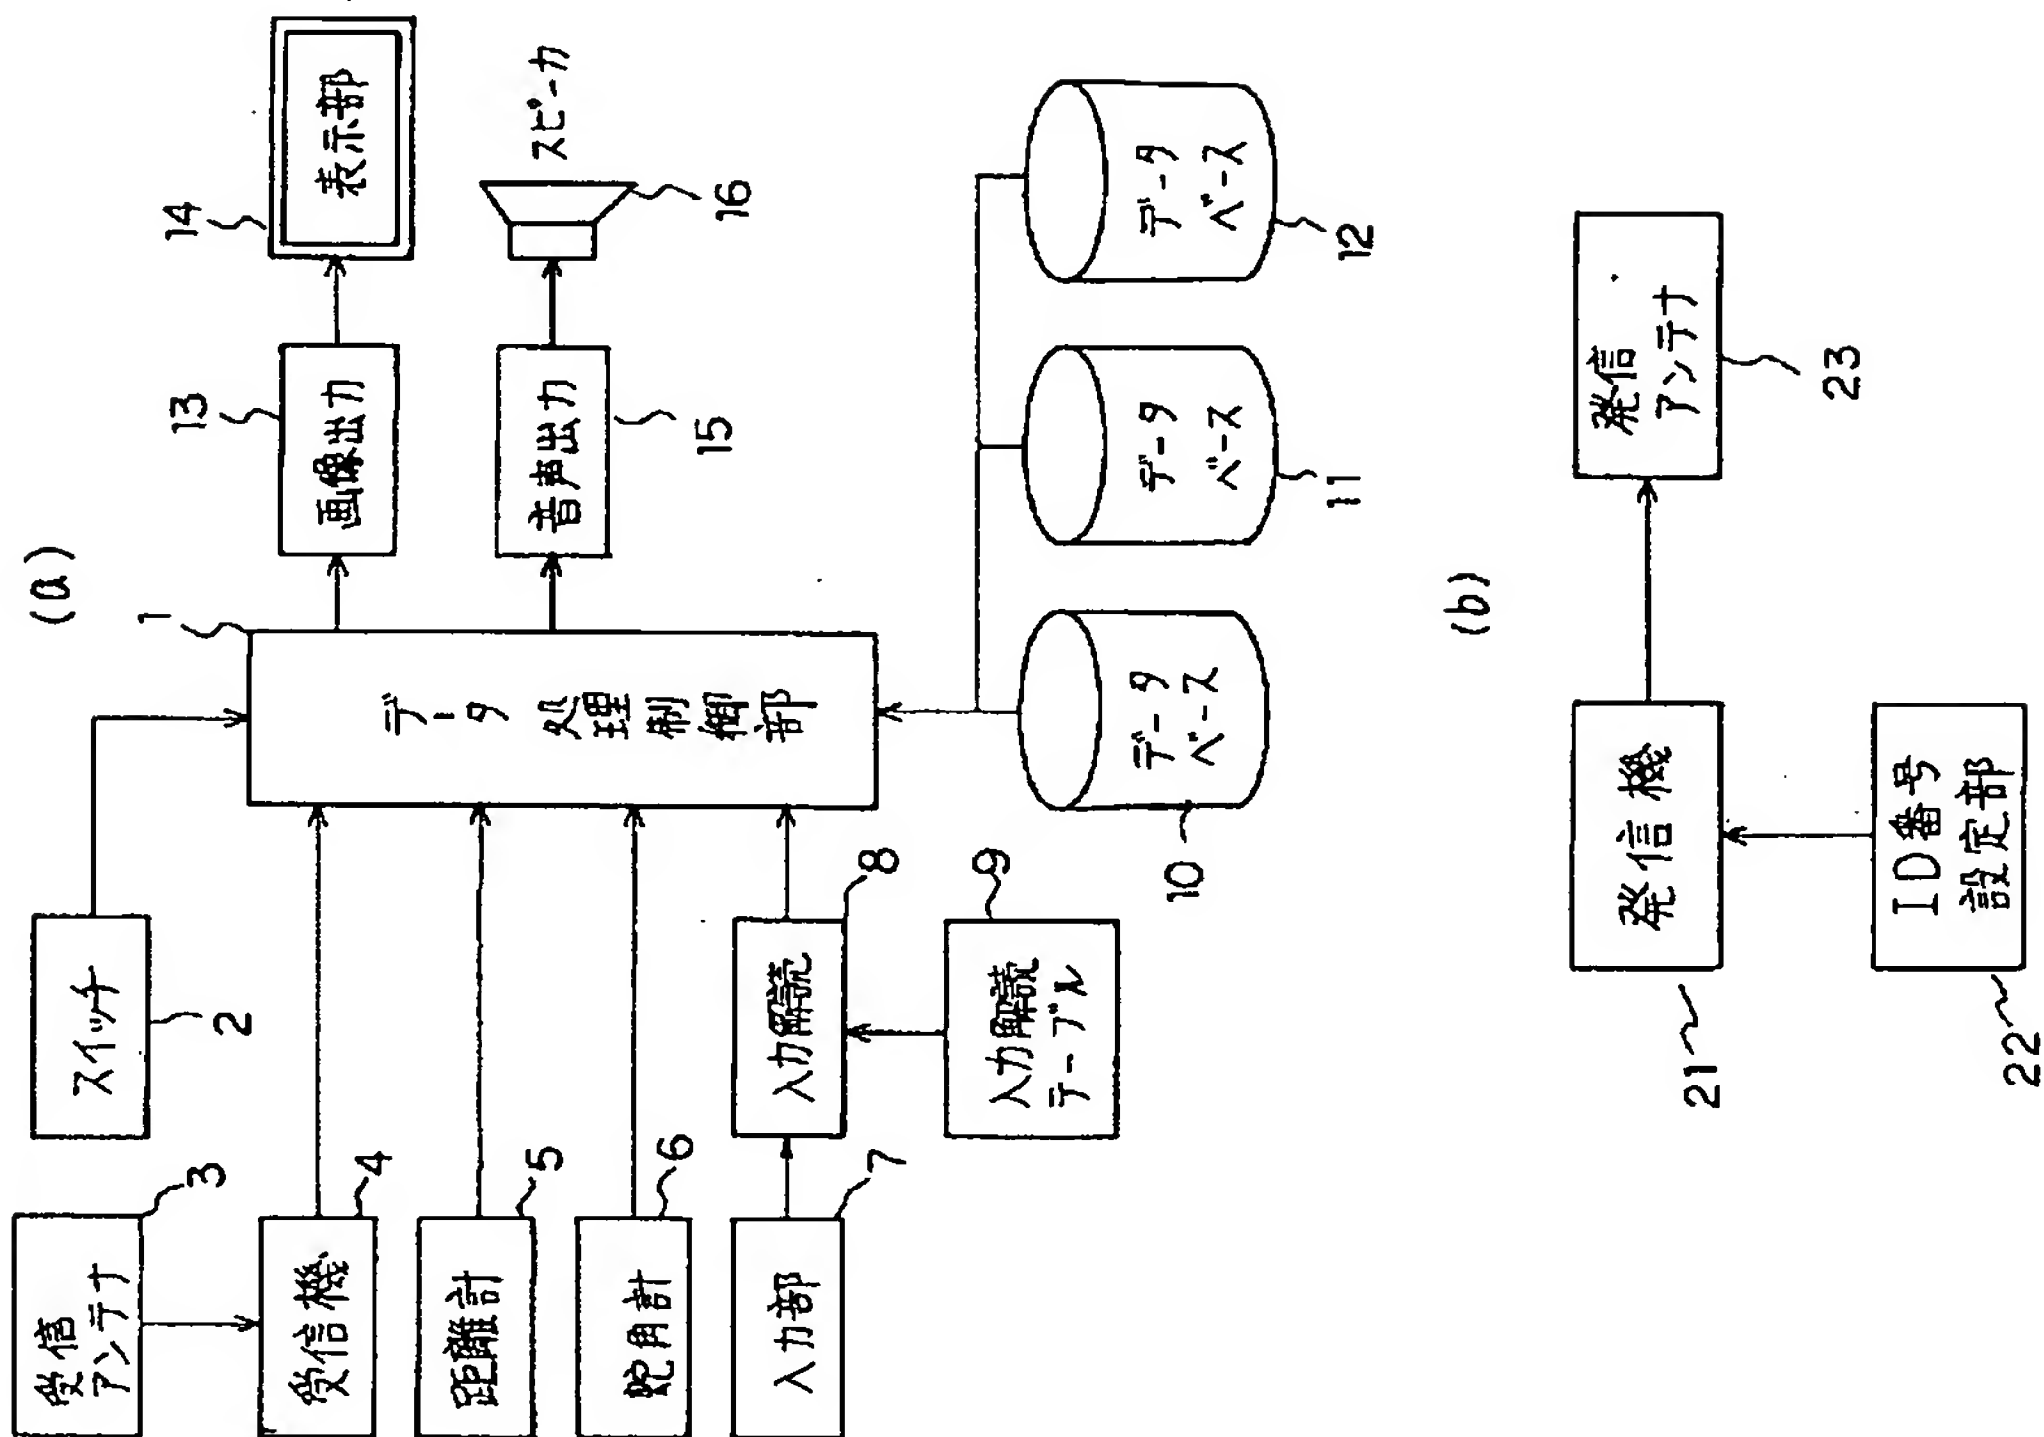 (a)
受信
アンテナ
3
受信機
4
距離計
5
蛇角計
6
入力部
7
スイッチ
2
入力解読
8
入力解読
テーブル
9
1
データ 処理制御部
画像出力
13
表示部
14
音声出力
15
スピーカ
16
データ
ベース
10
データ
ベース
11
データ
ベース
12
(b)
発信機
21
ID番号
設定部
22
発信
アンテナ
23